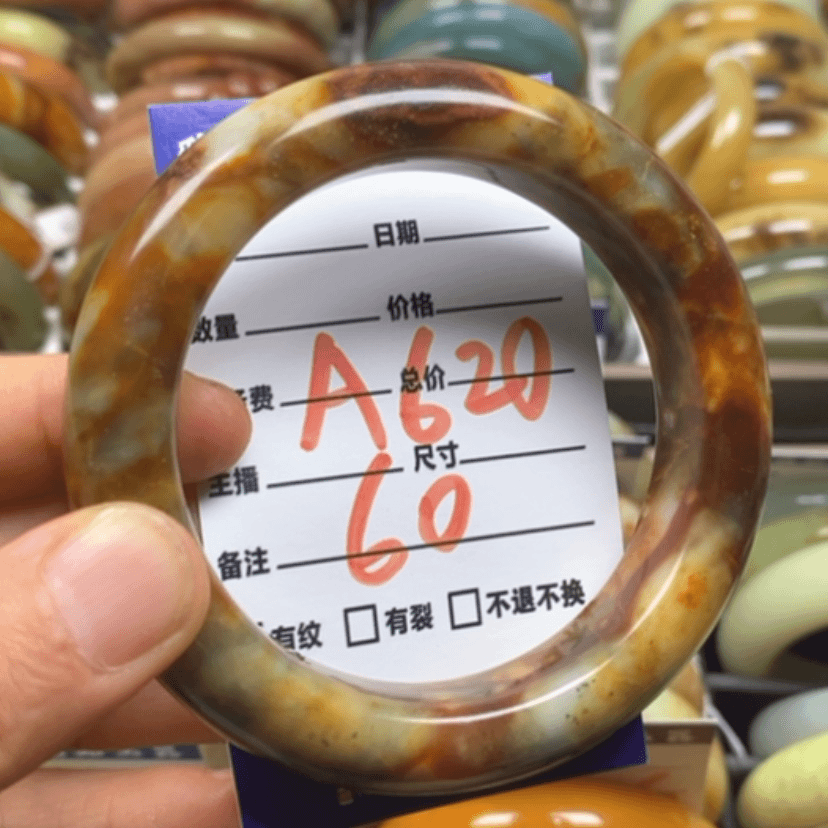 日期
数量 价格
费 总价
A620
主播 尺寸
60
备注
有纹 有裂 不退不换